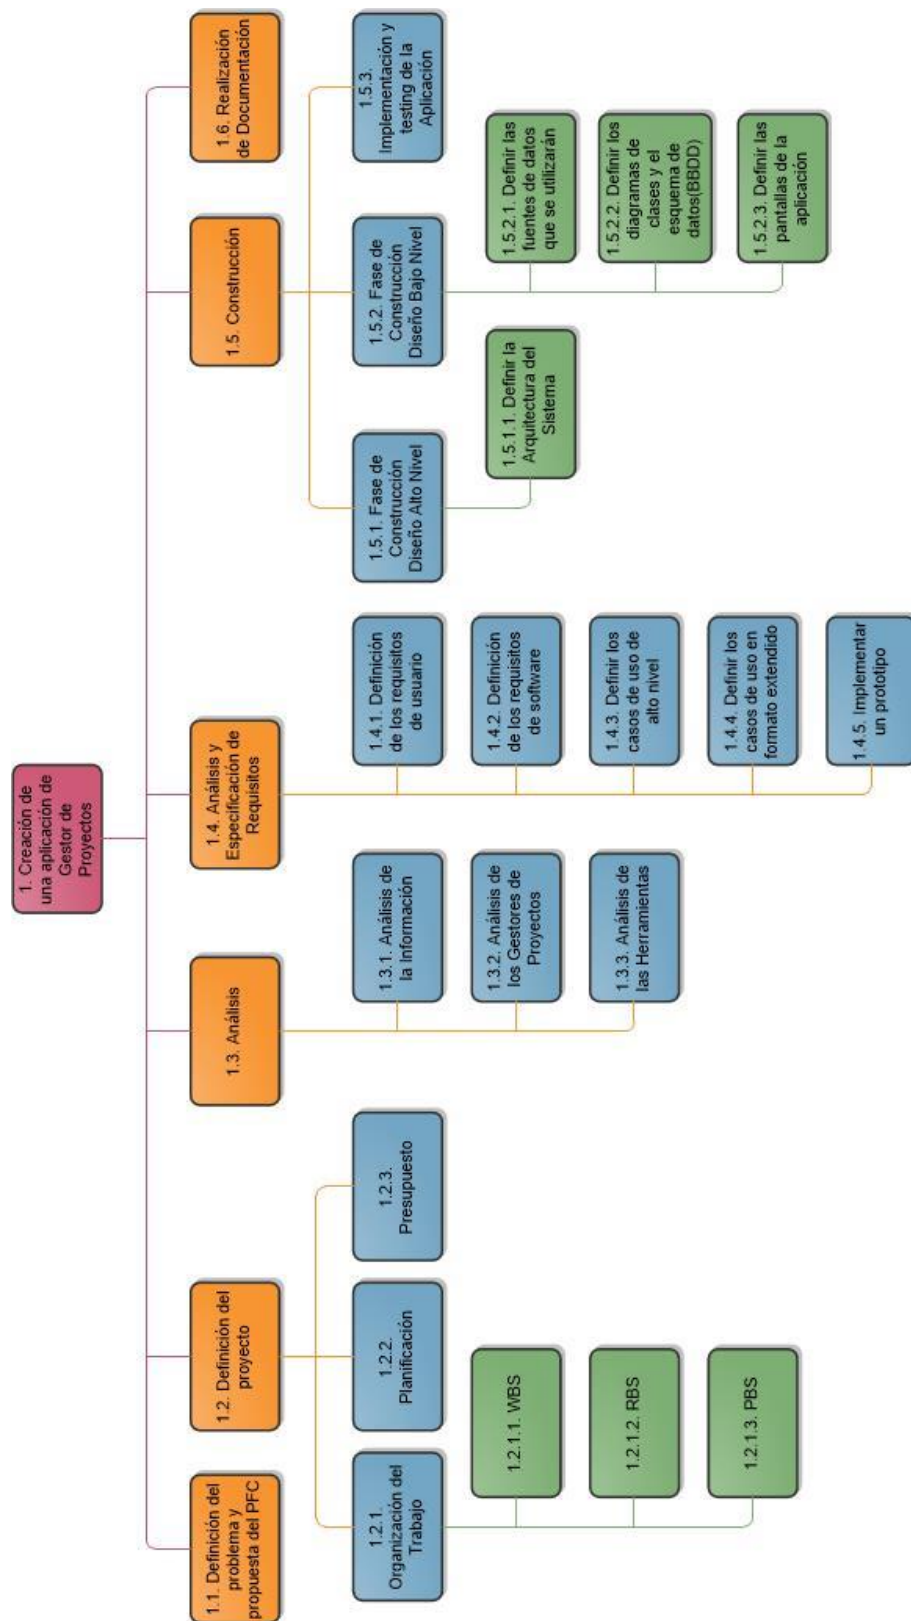 1. Creación de
una aplicación de
Gestor de
Proyectos
1.1. Definición del
problema y
propuesta del PFC
1.2. Definición del
proyecto
1.2.1.
Organización del
Trabajo
1.2.1.1. WBS
1.2.1.2. RBS
1.2.1.3. PBS
1.2.2.
Planificación
1.2.3.
Presupuesto
1.3. Análisis
1.3.1. Análisis de
la Información
1.3.2. Análisis de
los Gestores de
Proyectos
1.3.3. Análisis de
las Herramientas
1.4. Análisis y
Especificación de
Requisitos
1.4.1. Definición
de los requisitos
de usuario
1.4.2. Definición
de los requisitos
de software
1.4.3. Definir los
casos de uso de
alto nivel
1.4.4. Definir los
casos de uso en
formato extendido
1.4.5. Implementar
un prototipo
1.5. Construcción
1.5.1. Fase de
Construcción
Diseño Alto Nivel
1.5.1.1. Definir la
Arquitectura del
Sistema
1.5.2. Fase de
Construcción
Diseño Bajo Nivel
1.5.2.1. Definir las
fuentes de datos
que se utilizarán
1.5.2.2. Definir los
diagramas de
clases y el
esquema de
datos(BBDD)
1.5.2.3. Definir las
pantallas de la
aplicación
1.5.3.
Implementación y
testing de la
Aplicación
1.6. Realización
de Documentación